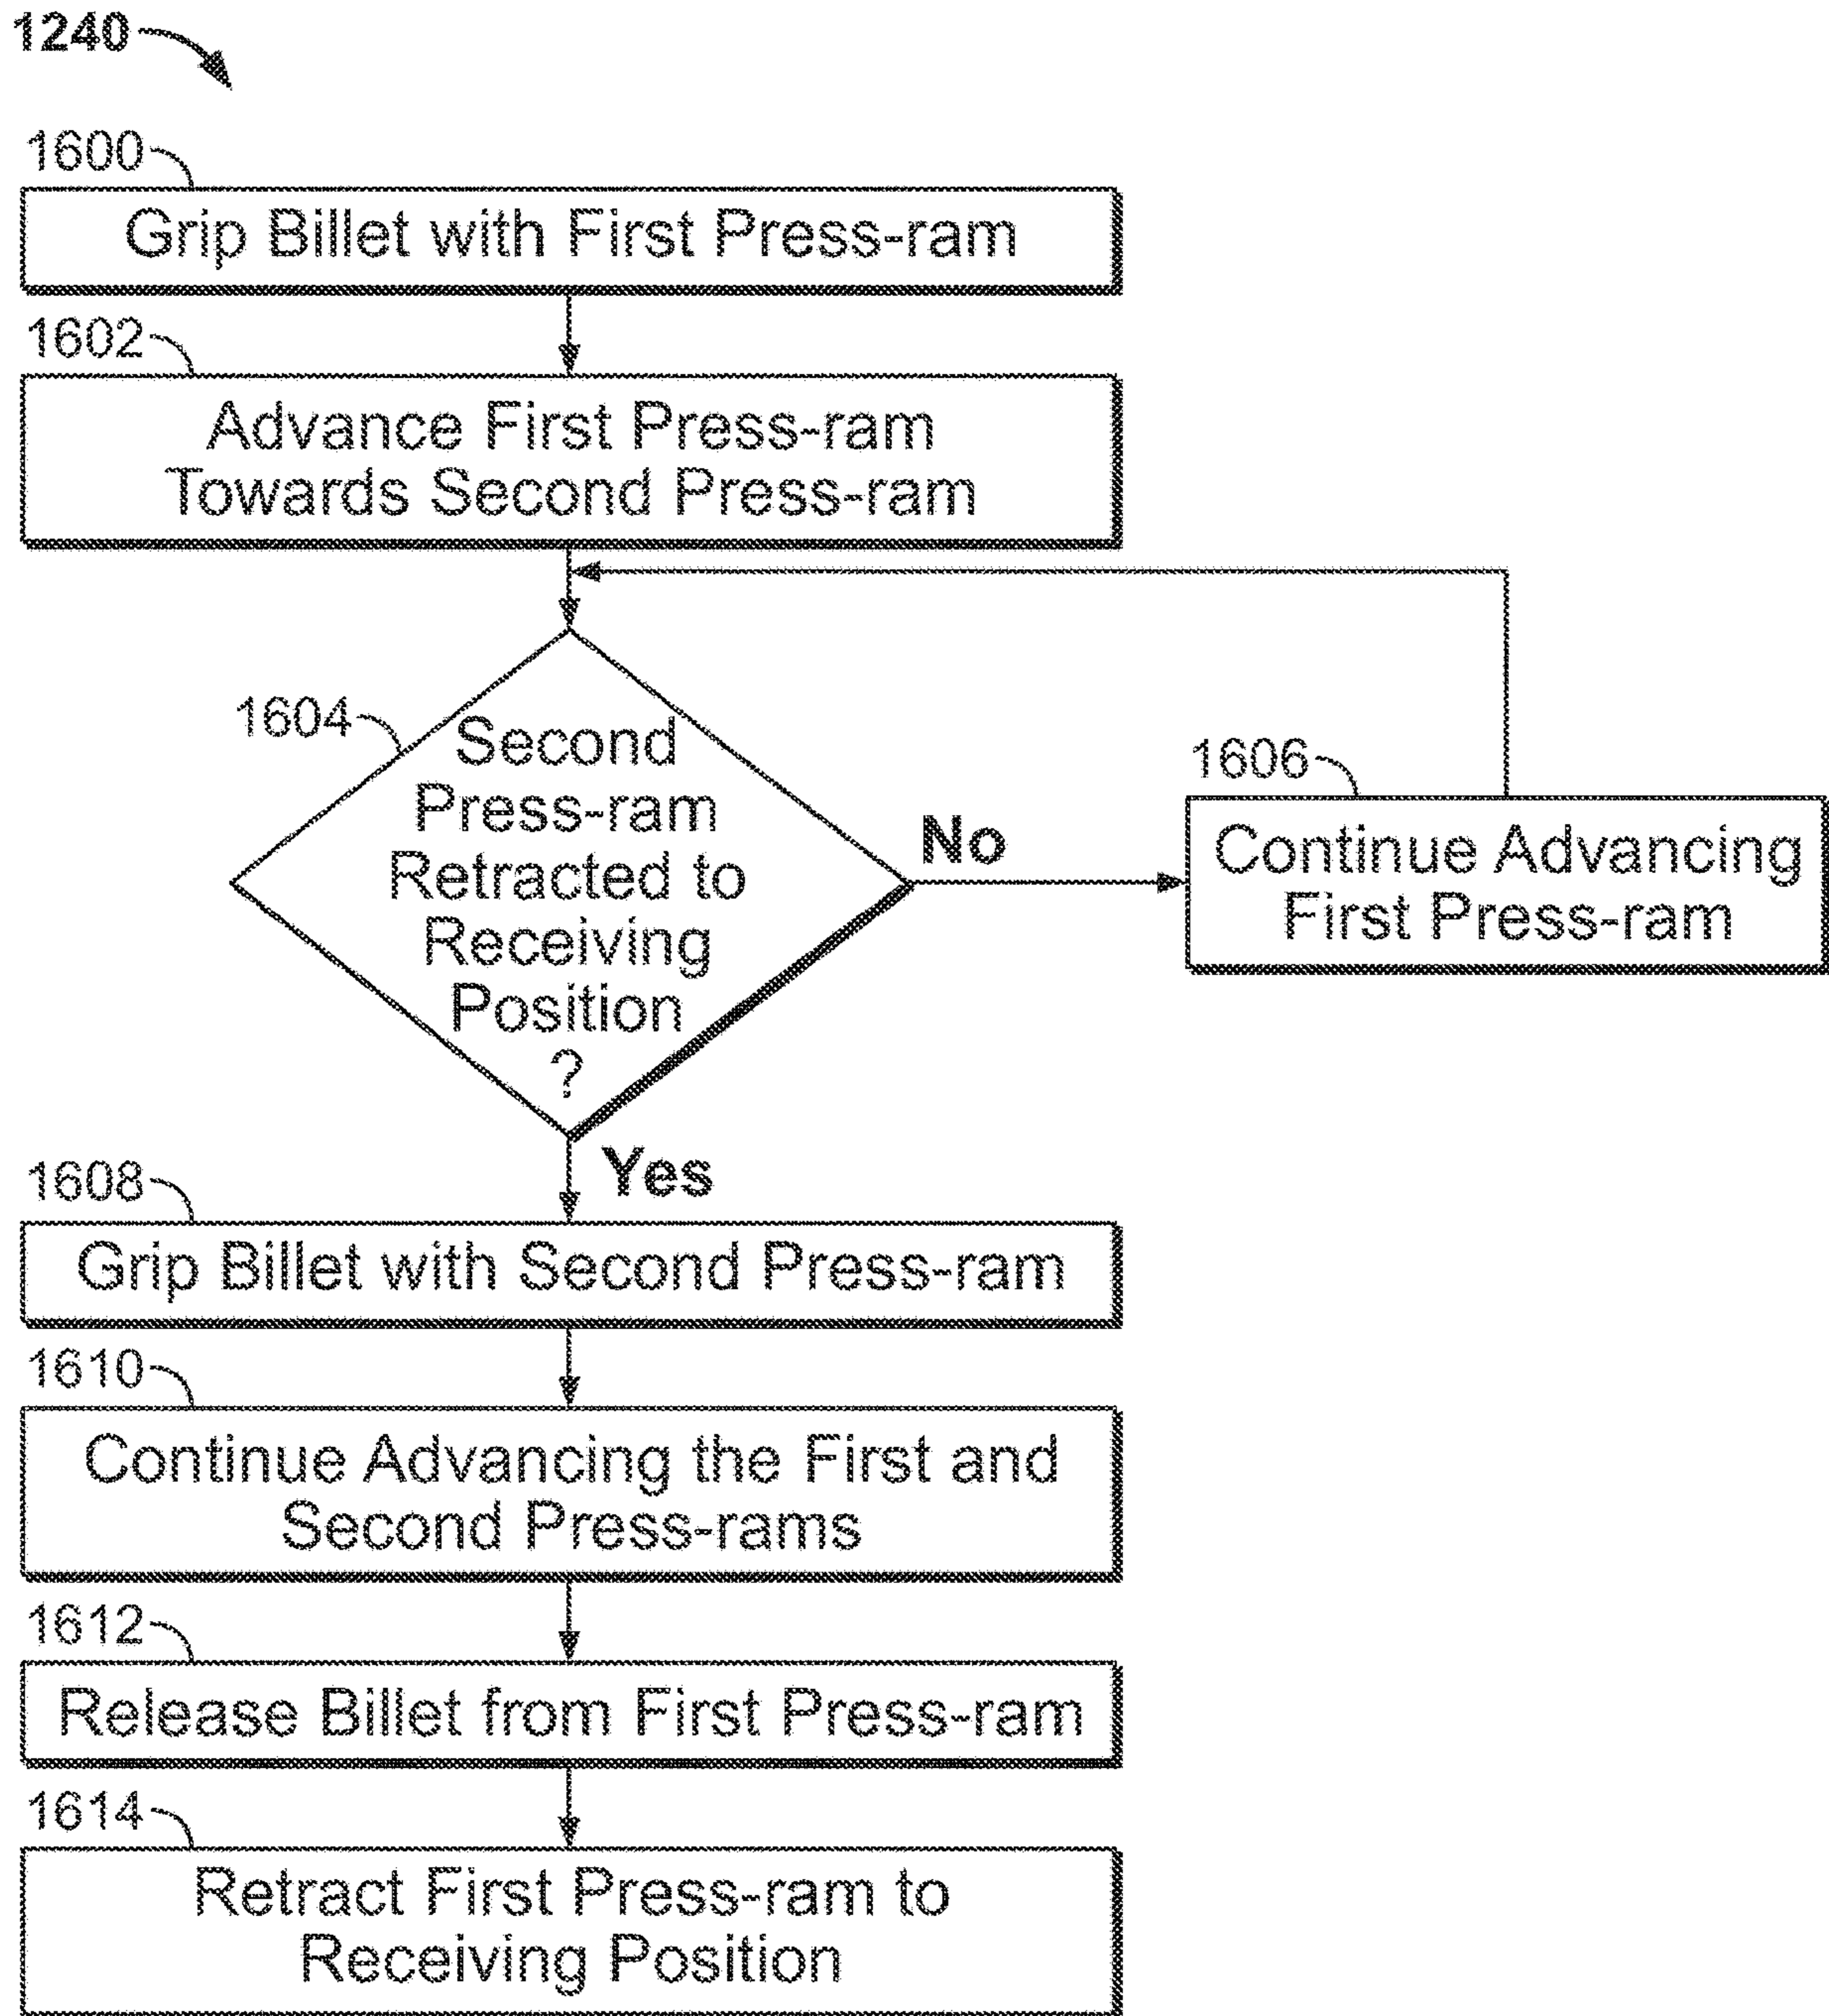 1240
1600
Grip Billet with First Press-ram
1602
Advance First Press-ram
Towards Second Press-ram
1604
Second
Press-ram
Retracted to
Receiving
Position
?
No
1606
Continue Advancing
First Press-ram
Yes
1608
Grip Billet with Second Press-ram
1610
Continue Advancing the First and
Second Press-rams
1612
Release Billet from First Press-ram
1614
Retract First Press-ram to
Receiving Position